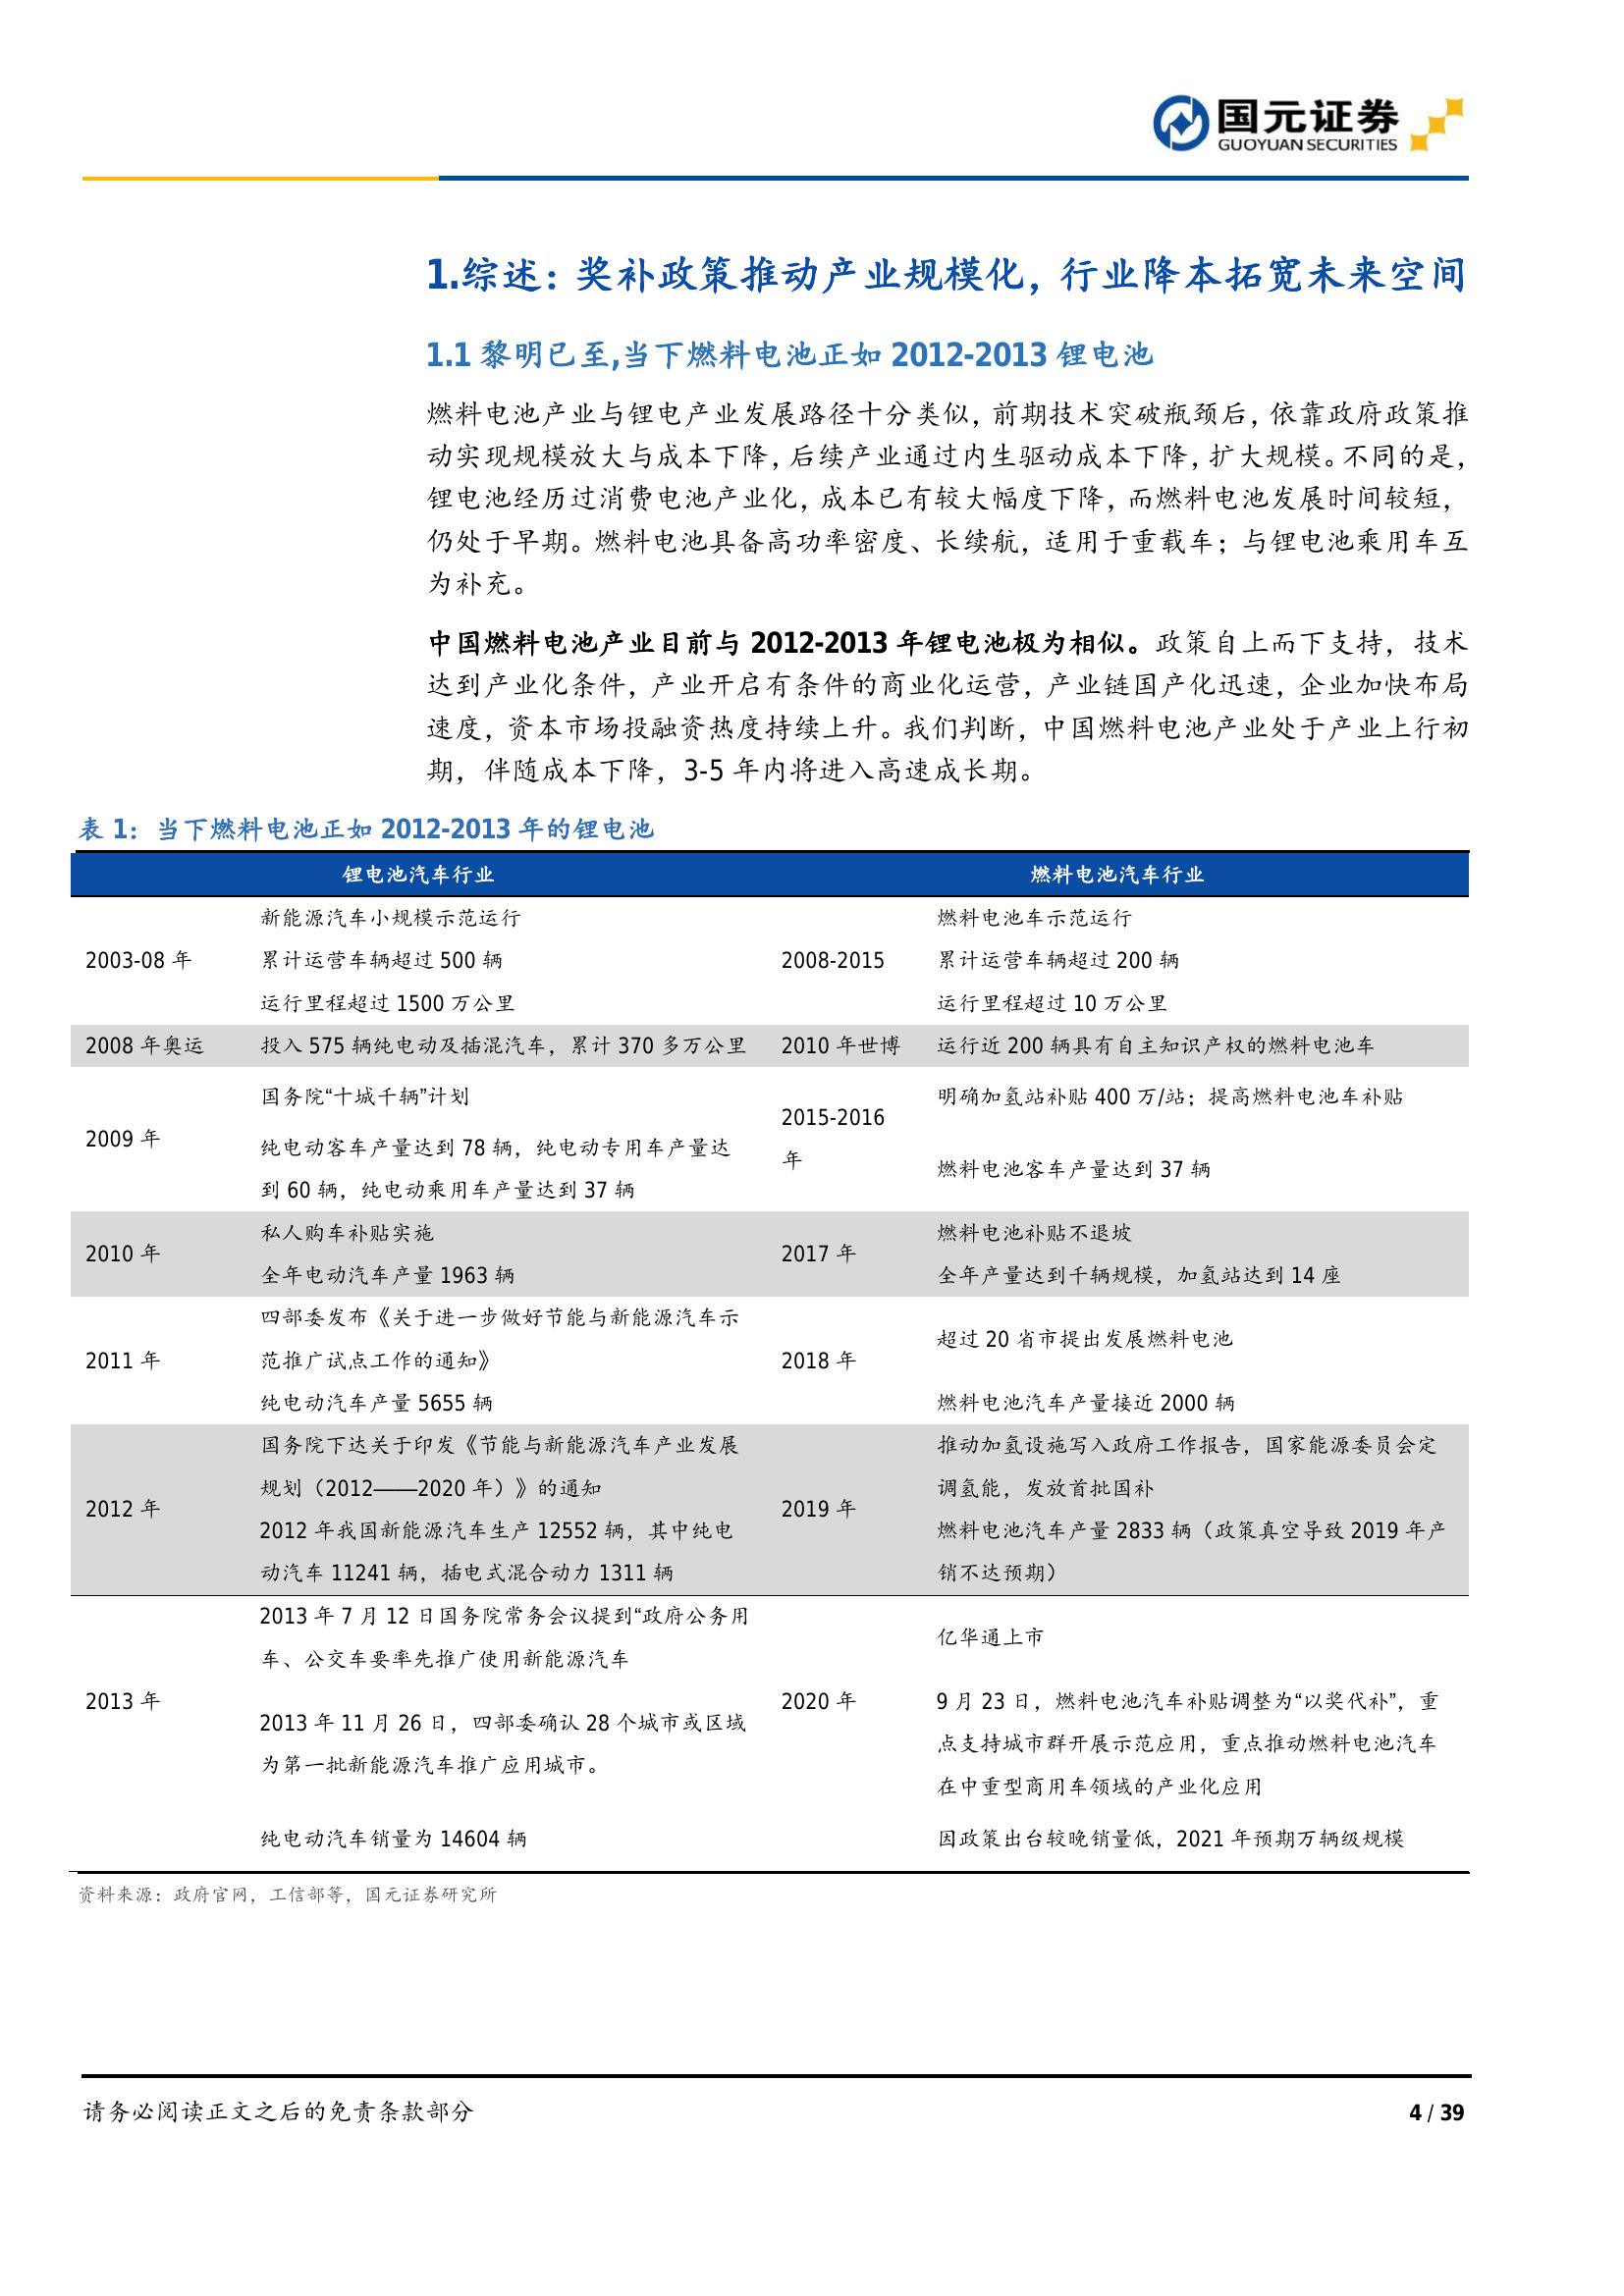 国元证券
GUOYUAN SECURITIES
1.综述：奖补政策推动产业规模化，行业降本拓宽未来空间
1.1 黎明已至,当下燃料电池正如 2012-2013 锂电池
燃料电池产业与锂电产业发展路径十分类似，前期技术突破瓶颈后，依靠政府政策推
动实现规模放大与成本下降，后续产业通过内生驱动成本下降，扩大规模。不同的是，
锂电池经历过消费电池产业化，成本已有较大幅度下降，而燃料电池发展时间较短，
仍处于早期。燃料电池具备高功率密度、长续航，适用于重载车；与锂电池乘用车互
为补充。
中国燃料电池产业目前与 2012-2013 年锂电池极为相似。政策自上而下支持，技术
达到产业化条件，产业开启有条件的商业化运营，产业链国产化迅速，企业加快布局
速度，资本市场投融资热度持续上升。我们判断，中国燃料电池产业处于产业上行初
期，伴随成本下降，3-5 年内将进入高速成长期。
表 1：当下燃料电池正如 2012-2013 年的锂电池
锂电池汽车行业 燃料电池汽车行业
新能源汽车小规模示范运行 燃料电池车示范运行
2003-08 年 累计运营车辆超过 500 辆 2008-2015 累计运营车辆超过 200 辆
运行里程超过 1500 万公里 运行里程超过 10 万公里
2008 年奥运 投入 575 辆纯电动及插混汽车，累计 370 多万公里 2010 年世博 运行近 200 辆具有自主知识产权的燃料电池车
国务院“十城千辆”计划 明确加氢站补贴 400 万/站；提高燃料电池车补贴
2009 年 2015-2016
年
纯电动客车产量达到 78 辆，纯电动专用车产量达
到 60 辆，纯电动乘用车产量达到 37 辆
燃料电池客车产量达到 37 辆
私人购车补贴实施 燃料电池补贴不退坡
2010 年 2017 年
全年电动汽车产量 1963 辆 全年产量达到千辆规模，加氢站达到 14 座
四部委发布《关于进一步做好节能与新能源汽车示
范推广试点工作的通知》
2011 年 2018 年
超过 20 省市提出发展燃料电池
纯电动汽车产量 5655 辆 燃料电池汽车产量接近 2000 辆
国务院下达关于印发《节能与新能源汽车产业发展 推动加氢设施写入政府工作报告，国家能源委员会定
规划（2012——2020 年）》的通知 调氢能，发放首批国补
2012 年 2019 年
2012 年我国新能源汽车生产 12552 辆，其中纯电 燃料电池汽车产量 2833 辆（政策真空导致 2019 年产
动汽车 11241 辆，插电式混合动力 1311 辆 销不达预期）
2013 年 7 月 12 日国务院常务会议提到“政府公务用
车、公交车要率先推广使用新能源汽车
亿华通上市
2013 年 2020 年
2013 年 11 月 26 日，四部委确认 28 个城市或区域
为第一批新能源汽车推广应用城市。
9 月 23 日，燃料电池汽车补贴调整为“以奖代补”，重
点支持城市群开展示范应用，重点推动燃料电池汽车
在中重型商用车领域的产业化应用
纯电动汽车销量为 14604 辆 因政策出台较晚销量低，2021 年预期万辆级规模
资料来源：政府官网，工信部等，国元证券研究所
请务必阅读正文之后的免责条款部分 4 / 39